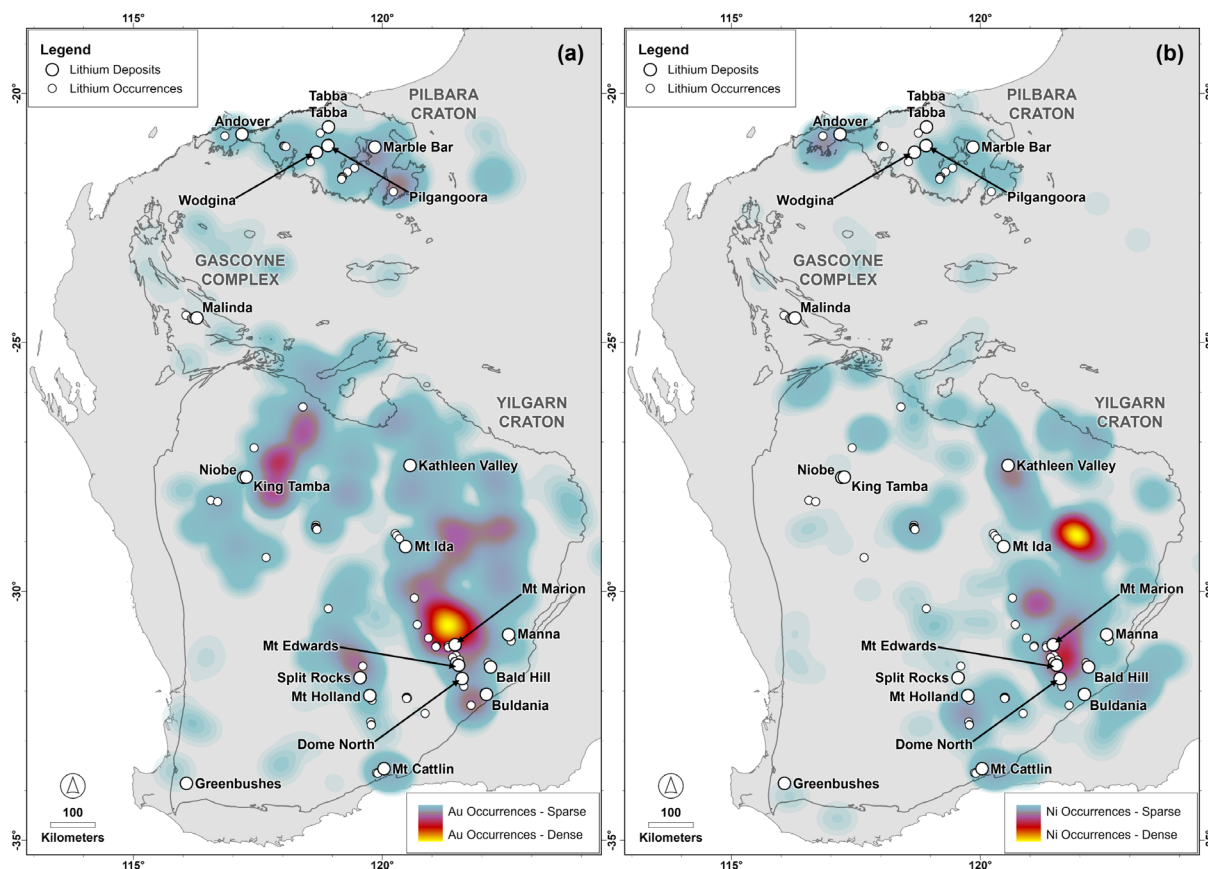 115°
120°
Legend
Lithium Deposits
Lithium Occurrences
(a)
-20°
Tabba
Tabba
PILBARA
CRATON
Andover
Marble Bar
Wodgina
Pilgangoora
GASCOYNE
COMPLEX
Malinda
-25°
YILGARN
CRATON
Niobe
Kathleen Valley
King Tamba
Mt Ida
-30°
Mt Marion
Manna
Mt Edwards
Split Rocks
Bald Hill
Mt Holland
Buldania
Dome North
Mt Cattlin
Greenbushes
100
Kilometers
Au Occurrences - Sparse
Au Occurrences - Dense
-35°
115°
120°
115°
120°
Legend
Lithium Deposits
Lithium Occurrences
(b)
-20°
Tabba
Tabba
PILBARA
CRATON
Andover
Marble Bar
Wodgina
Pilgangoora
GASCOYNE
COMPLEX
Malinda
-25°
YILGARN
CRATON
Niobe
Kathleen Valley
King Tamba
Mt Ida
-30°
Mt Marion
Manna
Mt Edwards
Split Rocks
Bald Hill
Mt Holland
Buldania
Dome North
Mt Cattlin
Greenbushes
100
Kilometers
Ni Occurrences - Sparse
Ni Occurrences - Dense
-35°
115°
120°